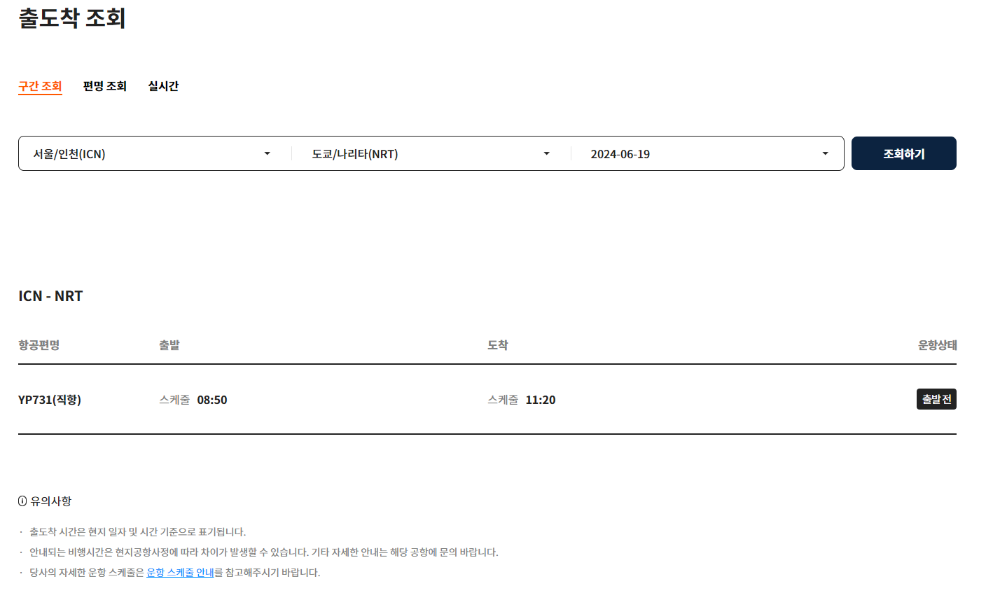 출도착 조회
구간 조회 편명 조회 실시간
서울/인천(ICN) 도쿄/나리타(NRT) 2024-06-19 조회하기
ICN - NRT
항공편명 출발 도착 운항상태
YP731(직항) 스케줄 08:50 스케줄 11:20 출발 전
유의사항
· 출도착 시간은 현지 일자 및 시간 기준으로 표기됩니다.
· 안내되는 비행시간은 현지공항사정에 따라 차이가 발생할 수 있습니다. 기타 자세한 안내는 해당 공항에 문의 바랍니다.
· 당사의 자세한 운항 스케줄은 운항 스케줄 안내를 참고해주시기 바랍니다.